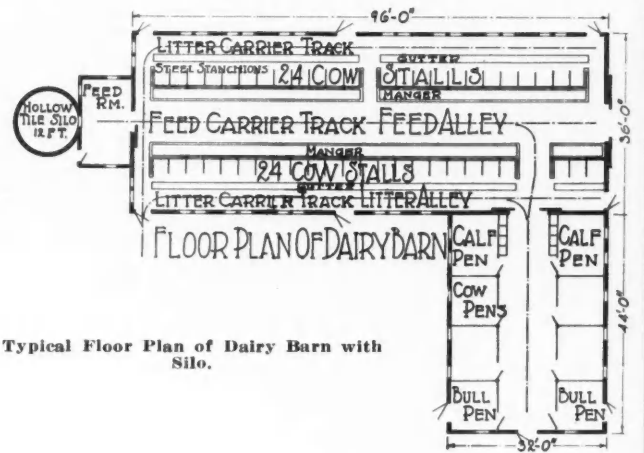 96'-0"
LITTER CARRIER TRACK
GUTTER
STEEL STANCHIONS 24 COW STALLS
MANGER
FEED RM.
HOLLOW TILE SILO 12 FT.
36'-0"
FEED CARRIER TRACK FEED ALLEY
MANGER
24 COW STALLS
GUTTER
LITTER CARRIER TRACK LITTER ALLEY
FLOOR PLAN OF DAIRY BARN
CALF PEN
CALF PEN
COW PENS
44'-0"
Typical Floor Plan of Dairy Barn with
Silo.
BULL PEN
BULL PEN
32'-0"